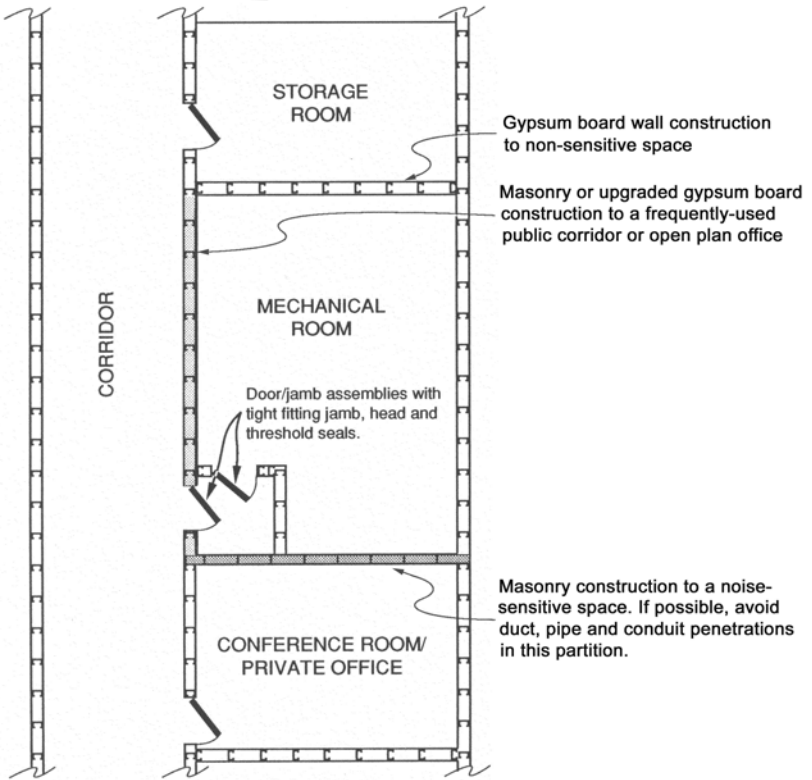 STORAGE
ROOM
Gypsum board wall construction
to non-sensitive space
Masonry or upgraded gypsum board
construction to a frequently-used
public corridor or open plan office
CORRIDOR
MECHANICAL
ROOM
Door/jamb assemblies with
tight fitting jamb, head and
threshold seals.
Masonry construction to a noise-
sensitive space. If possible, avoid
duct, pipe and conduit penetrations
in this partition.
CONFERENCE ROOM/
PRIVATE OFFICE